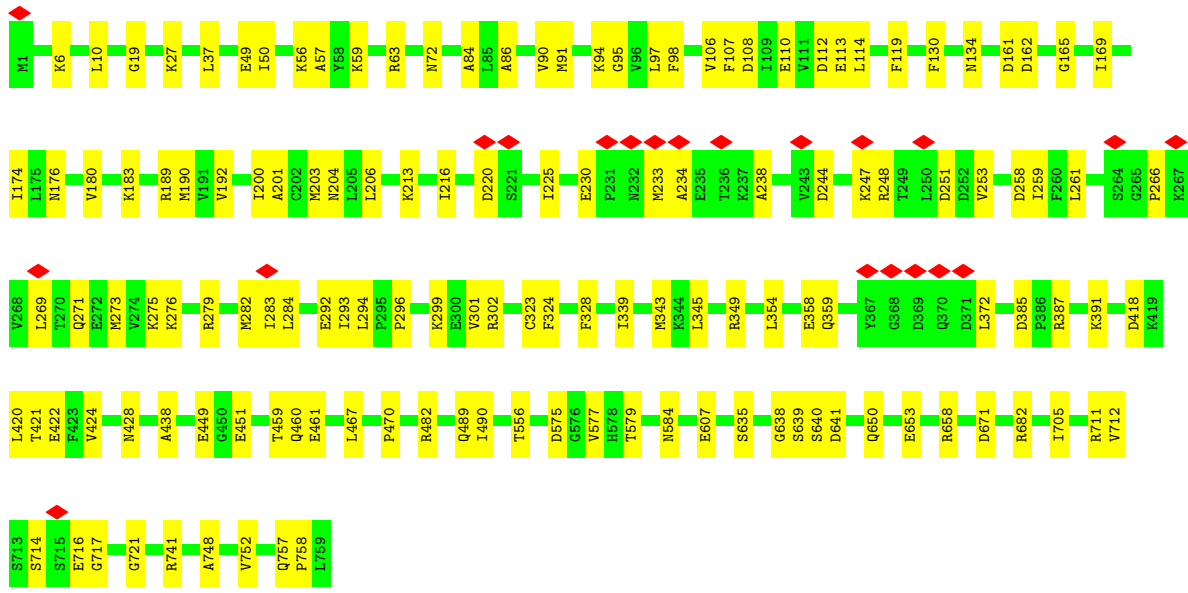 M1 K6 L10 G19 K27 L37 E49 I50 K56 A57 Y58 K59 R63 N72 A84 L85 A86 V90 M91 K94 G95 V96 L97 F98 V106 F107 D108 I109 E110 V111 D112 E113 L114 F119 F130 N134 D161 D162 G165 I169
I174 L175 N176 V180 K183 R189 M190 V191 V192 I200 A201 C202 M203 N204 L205 L206 K213 I216 D220 S221 I225 E230 P231 N232 M233 A234 E235 T236 K237 A238 V243 D244 K247 R248 T249 L250 D251 D252 V253 D258 I259 F260 L261 S264 G265 P266 K267
V268 L269 T270 Q271 E272 M273 V274 K275 K276 R279 M282 I283 L284 E292 I293 L294 P295 P296 K299 E300 V301 R302 C323 F324 F328 I339 M343 K344 L345 R349 L354 E358 Q359 Y367 G368 D369 Q370 D371 L372 D385 P386 R387 K391 D418 K419
L420 T421 E422 F423 V424 N428 A438 E449 G450 E451 T459 Q460 E461 L467 P470 R482 Q489 I490 T556 D575 G576 V577 H578 T579 N584 E607 S635 G638 S639 S640 D641 Q650 E653 R658 D671 R682 I705 R711 V712
S713 S714 S715 E716 G717 G721 R741 A748 V752 Q757 P758 L759